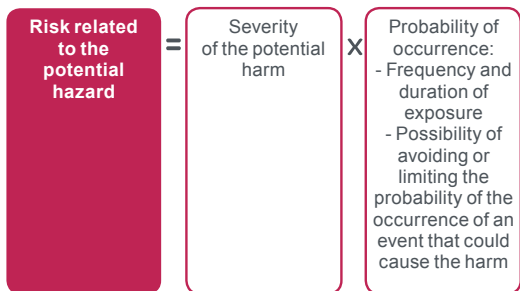 Risk related
to the
potential
hazard
=
Severity
of the potential
harm
x
Probability of
occurrence:
- Frequency and
duration of
exposure
- Possibility of
avoiding or
limiting the
probability of the
occurrence of an
event that could
cause the harm